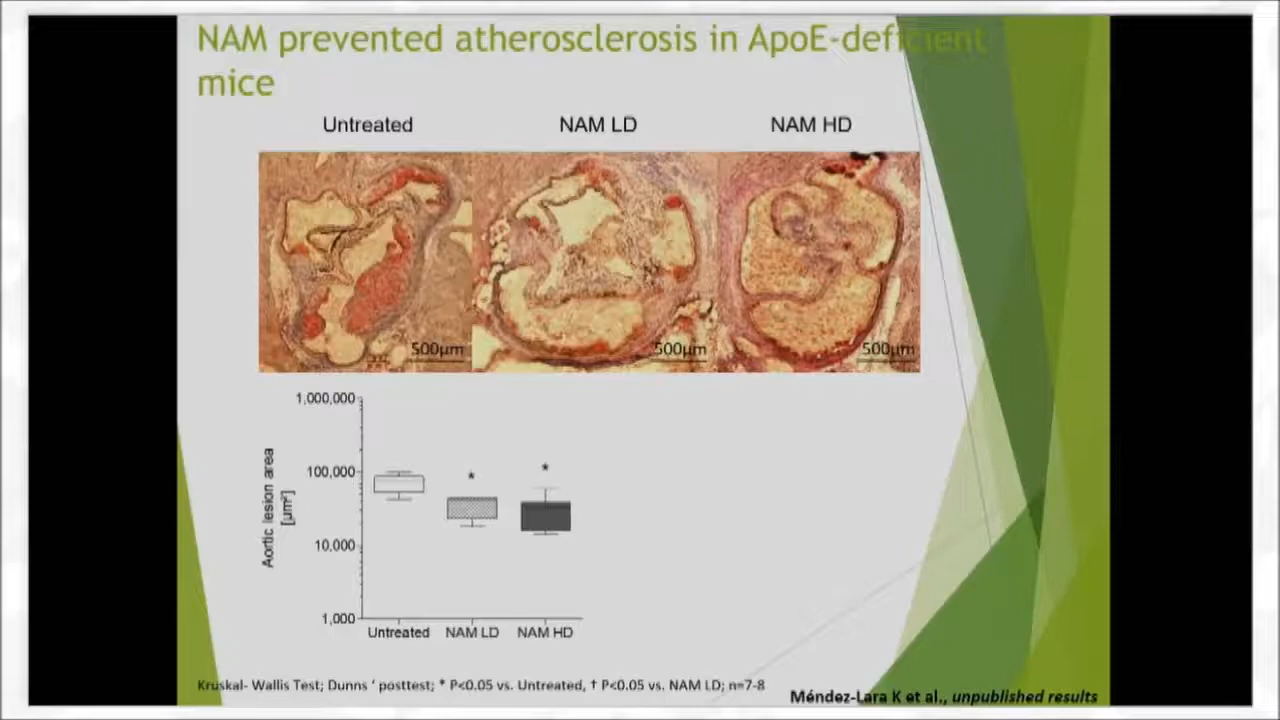 NAM prevented atherosclerosis in ApoE-deficient
mice
Untreated NAM LD NAM HD
500µm 500µm 500µm
1,000,000
100,000
10,000
1,000
Aortic lesion area
[µm²]
* *
Untreated NAM LD NAM HD
Kruskal- Wallis Test; Dunns ‘ posttest; * P<0.05 vs. Untreated, † P<0.05 vs. NAM LD; n=7-8
Méndez-Lara K et al., unpublished results